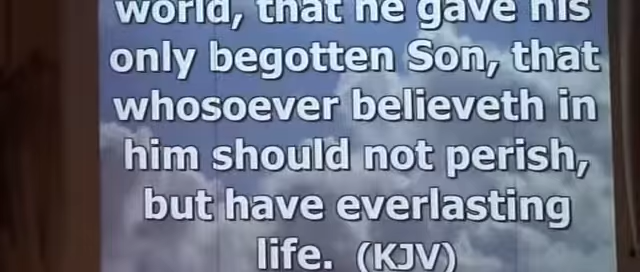 world, that he gave his
only begotten Son, that
whosoever believeth in
him should not perish,
but have everlasting
life. (KJV)